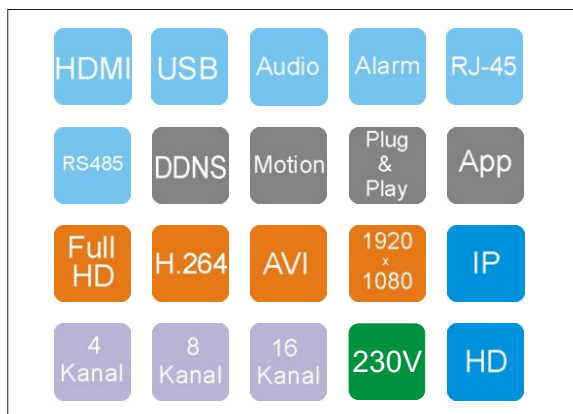 HDMI
USB
Audio
Alarm
RJ-45
RS485
DDNS
Motion
Plug
&
Play
App
Full
HD
H.264
AVI
1920
x
1080
IP
4
Kanal
8
Kanal
16
Kanal
230V
HD